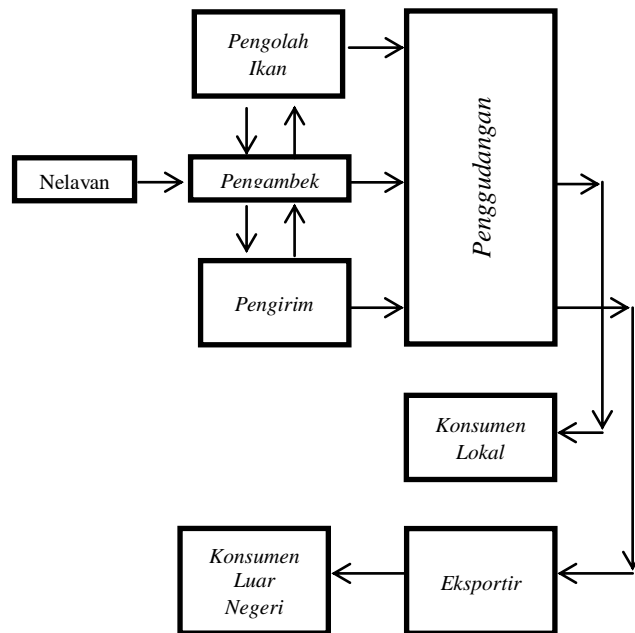 Pengolah
Ikan
Penggudangan
Nelayan
Pengambek
Pengirim
Konsumen
Lokal
Konsumen
Luar
Negeri
Eksportir